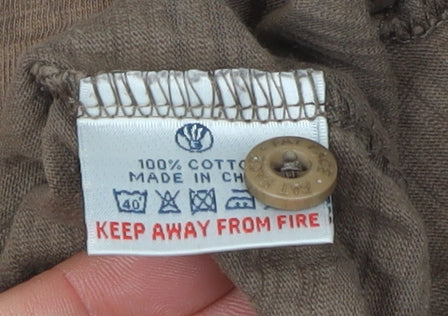 100% COTTO
MADE IN CH
40
KEEP AWAY FROM FIRE